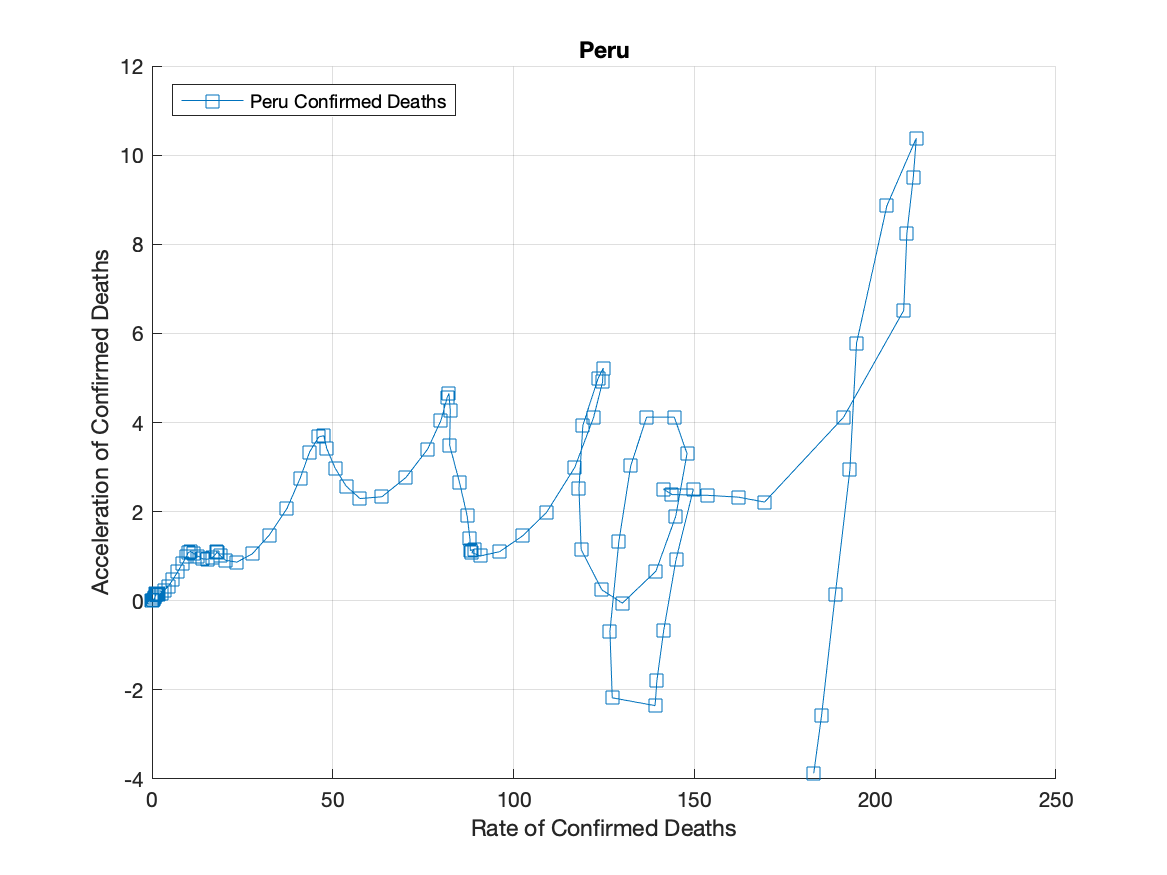 Peru
Peru Confirmed Deaths
12
10
8
6
4
2
0
-2
-4
Acceleration of Confirmed Deaths
0 50 100 150 200 250
Rate of Confirmed Deaths